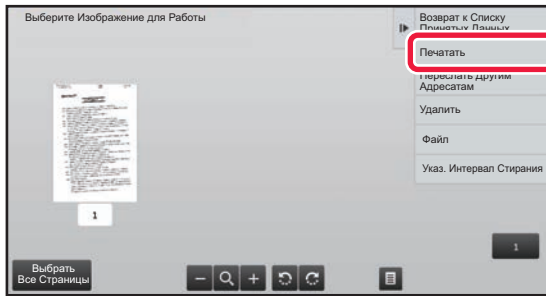 Выберите Изображение для Работы
Возврат к Списку
Принятых Данных
Печатать
Переслать Другим
Адресатам
Удалить
Файл
Указ. Интервал Стирания
1
1
Выбрать
Все Страницы